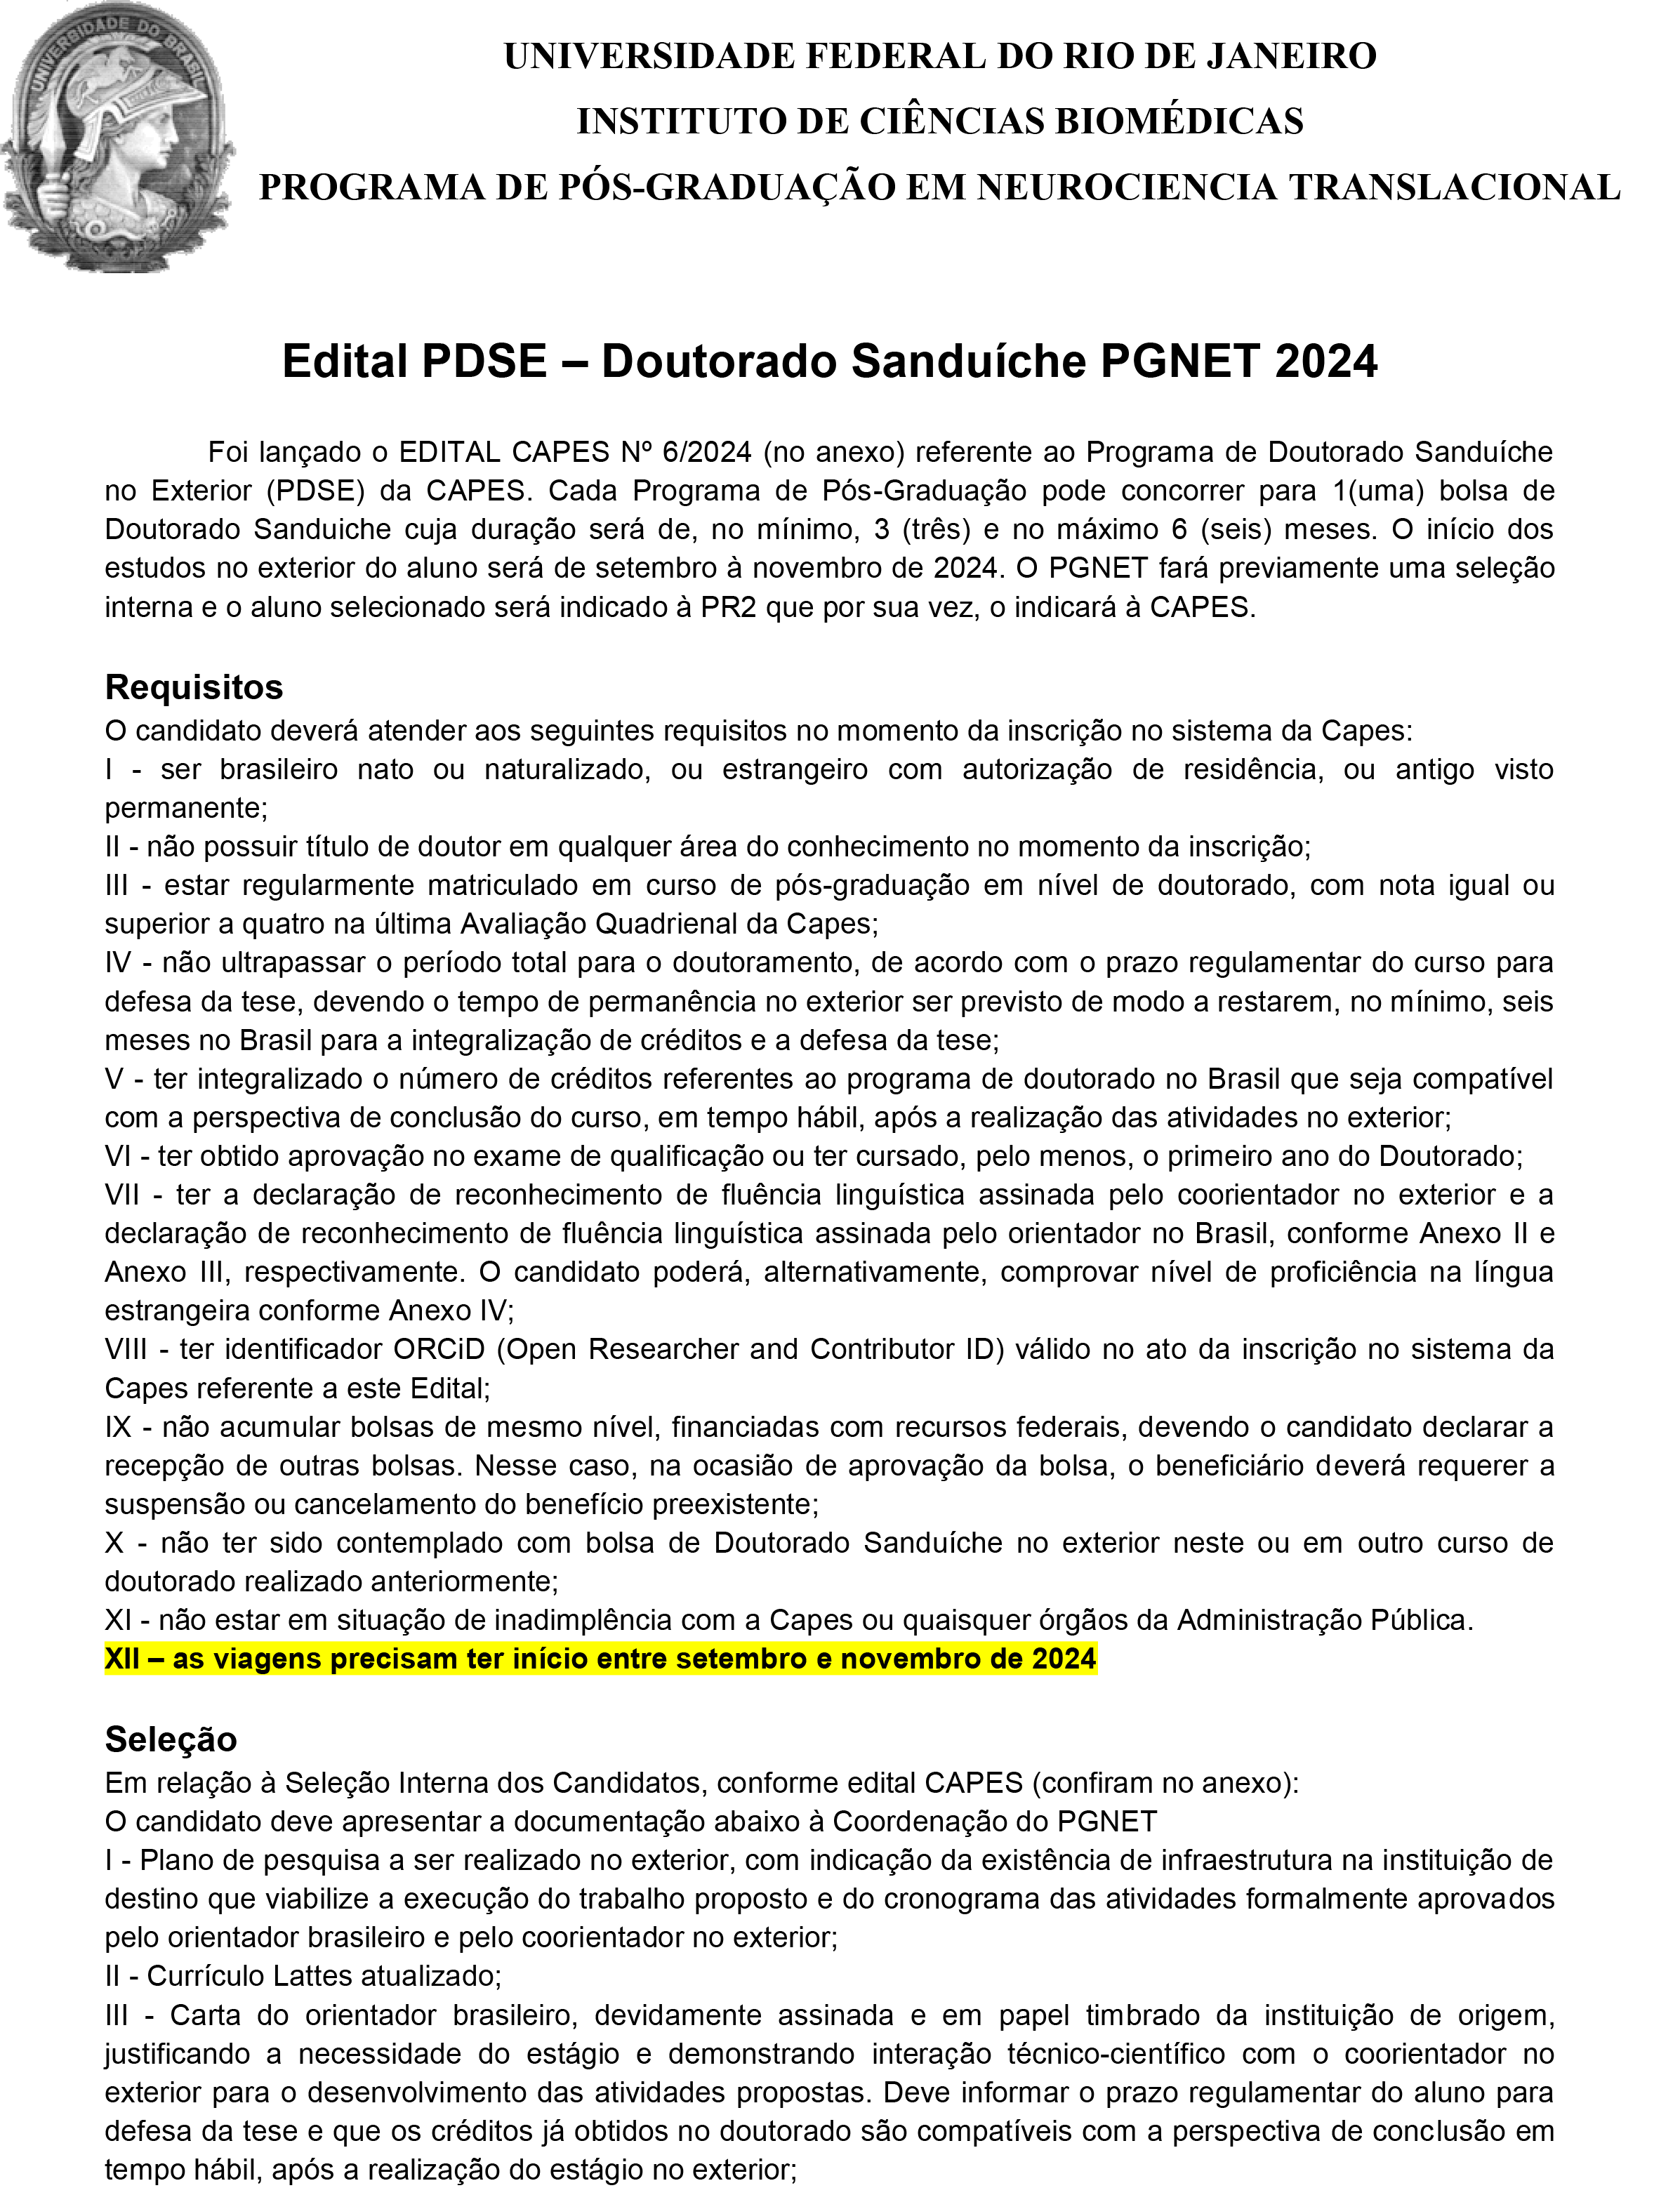 UNIVERSIDADE DO BRASIL
UNIVERSIDADE FEDERAL DO RIO DE JANEIRO
INSTITUTO DE CIÊNCIAS BIOMÉDICAS
PROGRAMA DE PÓS-GRADUAÇÃO EM NEUROCIENCIA TRANSLACIONAL
Edital PDSE – Doutorado Sanduíche PGNET 2024
Foi lançado o EDITAL CAPES Nº 6/2024 (no anexo) referente ao Programa de Doutorado Sanduíche
no Exterior (PDSE) da CAPES. Cada Programa de Pós-Graduação pode concorrer para 1(uma) bolsa de
Doutorado Sanduiche cuja duração será de, no mínimo, 3 (três) e no máximo 6 (seis) meses. O início dos
estudos no exterior do aluno será de setembro à novembro de 2024. O PGNET fará previamente uma seleção
interna e o aluno selecionado será indicado à PR2 que por sua vez, o indicará à CAPES.
Requisitos
O candidato deverá atender aos seguintes requisitos no momento da inscrição no sistema da Capes:
I - ser brasileiro nato ou naturalizado, ou estrangeiro com autorização de residência, ou antigo visto
permanente;
II - não possuir título de doutor em qualquer área do conhecimento no momento da inscrição;
III - estar regularmente matriculado em curso de pós-graduação em nível de doutorado, com nota igual ou
superior a quatro na última Avaliação Quadrienal da Capes;
IV - não ultrapassar o período total para o doutoramento, de acordo com o prazo regulamentar do curso para
defesa da tese, devendo o tempo de permanência no exterior ser previsto de modo a restarem, no mínimo, seis
meses no Brasil para a integralização de créditos e a defesa da tese;
V - ter integralizado o número de créditos referentes ao programa de doutorado no Brasil que seja compatível
com a perspectiva de conclusão do curso, em tempo hábil, após a realização das atividades no exterior;
VI - ter obtido aprovação no exame de qualificação ou ter cursado, pelo menos, o primeiro ano do Doutorado;
VII - ter a declaração de reconhecimento de fluência linguística assinada pelo coorientador no exterior e a
declaração de reconhecimento de fluência linguística assinada pelo orientador no Brasil, conforme Anexo II e
Anexo III, respectivamente. O candidato poderá, alternativamente, comprovar nível de proficiência na língua
estrangeira conforme Anexo IV;
VIII - ter identificador ORCiD (Open Researcher and Contributor ID) válido no ato da inscrição no sistema da
Capes referente a este Edital;
IX - não acumular bolsas de mesmo nível, financiadas com recursos federais, devendo o candidato declarar a
recepção de outras bolsas. Nesse caso, na ocasião de aprovação da bolsa, o beneficiário deverá requerer a
suspensão ou cancelamento do benefício preexistente;
X - não ter sido contemplado com bolsa de Doutorado Sanduíche no exterior neste ou em outro curso de
doutorado realizado anteriormente;
XI - não estar em situação de inadimplência com a Capes ou quaisquer órgãos da Administração Pública.
XII – as viagens precisam ter início entre setembro e novembro de 2024
Seleção
Em relação à Seleção Interna dos Candidatos, conforme edital CAPES (confiram no anexo):
O candidato deve apresentar a documentação abaixo à Coordenação do PGNET
I - Plano de pesquisa a ser realizado no exterior, com indicação da existência de infraestrutura na instituição de
destino que viabilize a execução do trabalho proposto e do cronograma das atividades formalmente aprovados
pelo orientador brasileiro e pelo coorientador no exterior;
II - Currículo Lattes atualizado;
III - Carta do orientador brasileiro, devidamente assinada e em papel timbrado da instituição de origem,
justificando a necessidade do estágio e demonstrando interação técnico-científico com o coorientador no
exterior para o desenvolvimento das atividades propostas. Deve informar o prazo regulamentar do aluno para
defesa da tese e que os créditos já obtidos no doutorado são compatíveis com a perspectiva de conclusão em
tempo hábil, após a realização do estágio no exterior;